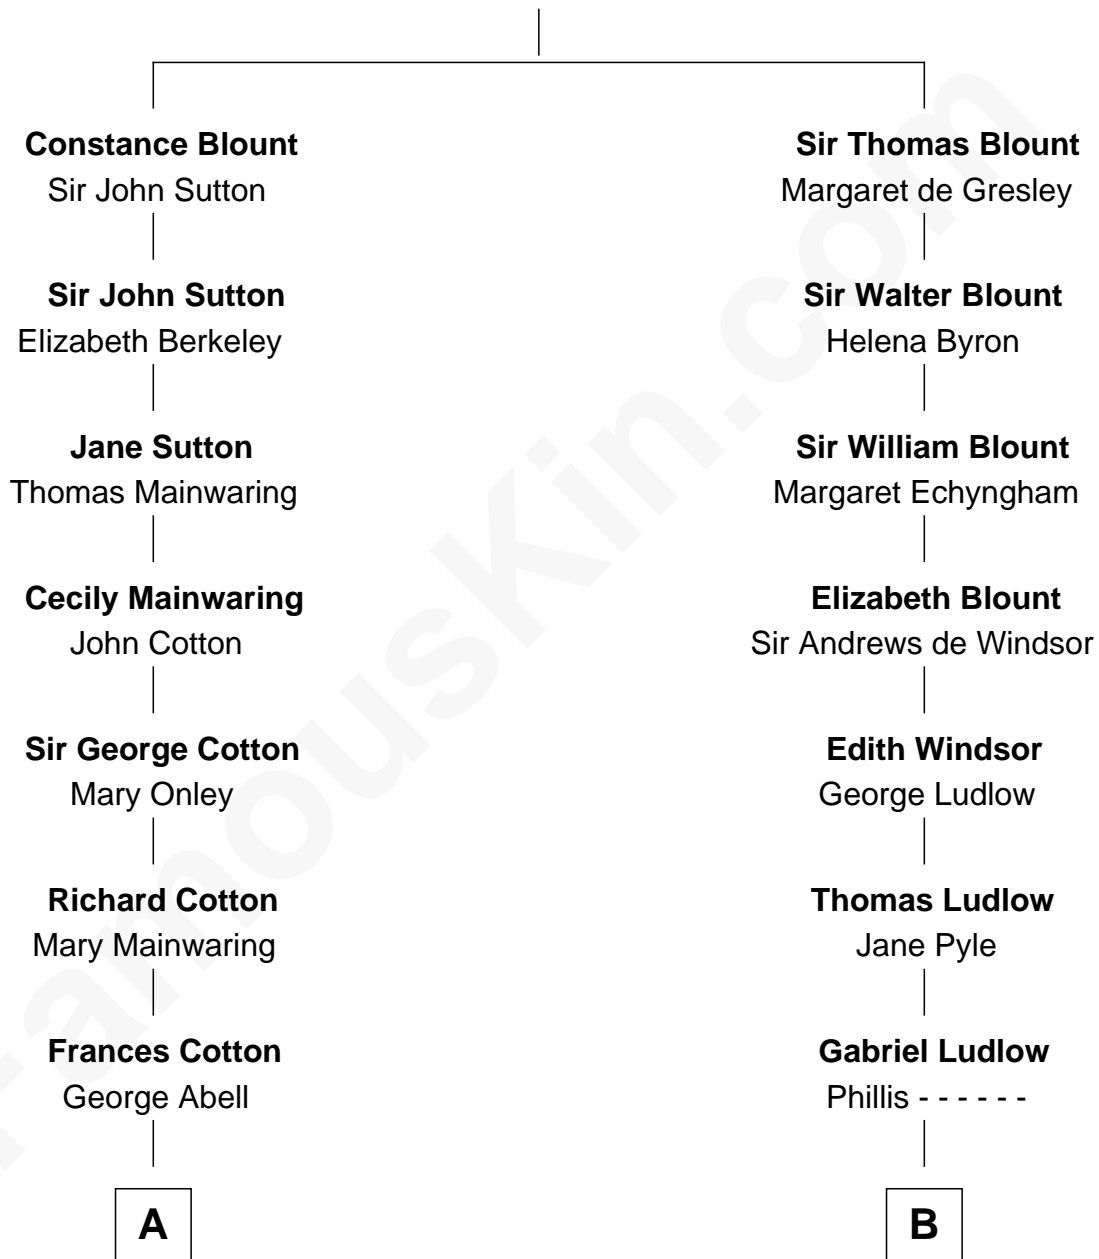 Constance Blount
Sir John Sutton
Sir John Sutton
Elizabeth Berkeley
Jane Sutton
Thomas Mainwaring
Cecily Mainwaring
John Cotton
Sir George Cotton
Mary Onley
Richard Cotton
Mary Mainwaring
Frances Cotton
George Abell
A
Sir Thomas Blount
Margaret de Gresley
Sir Walter Blount
Helena Byron
Sir William Blount
Margaret Echyngham
Elizabeth Blount
Sir Andrews de Windsor
Edith Windsor
George Ludlow
Thomas Ludlow
Jane Pyle
Gabriel Ludlow
Phillis - - - - - -
B
FamousKin.com